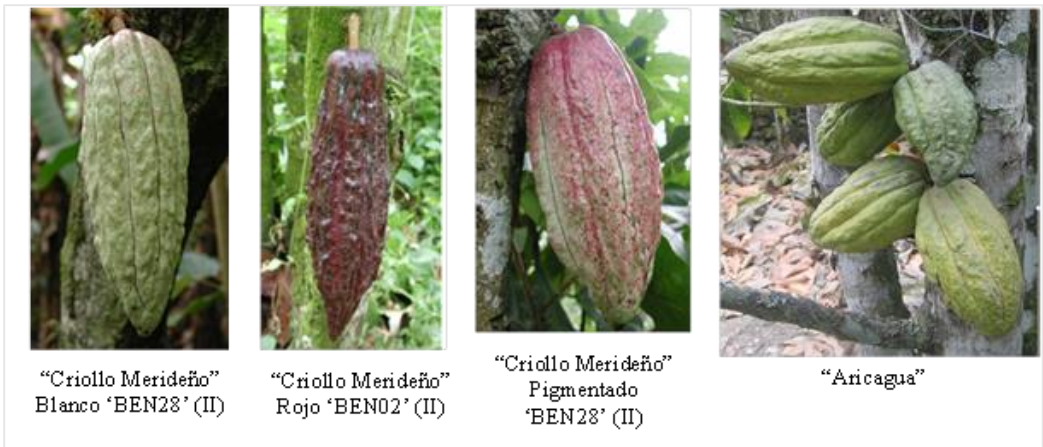 “Criollo Merideño”
Blanco ‘BEN28’ (II)
“Criollo Merideño”
Rojo ‘BEN02’ (II)
“Criollo Merideño”
Pigmentado
‘BEN28’ (II)
“Aricagua”